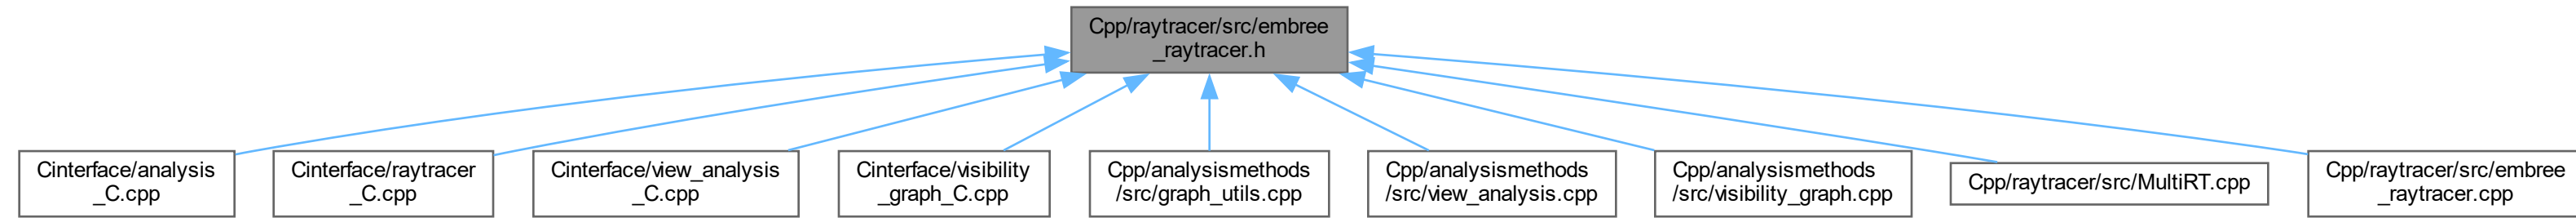 Cpp/raytracer/src/embree
_raytracer.h
Cinterface/analysis
_C.cpp
Cinterface/raytracer
_C.cpp
Cinterface/view_analysis
_C.cpp
Cinterface/visibility
_graph_C.cpp
Cpp/analysismethods
/src/graph_utils.cpp
Cpp/analysismethods
/src/view_analysis.cpp
Cpp/analysismethods
/src/visibility_graph.cpp
Cpp/raytracer/src/MultiRT.cpp
Cpp/raytracer/src/embree
_raytracer.cpp